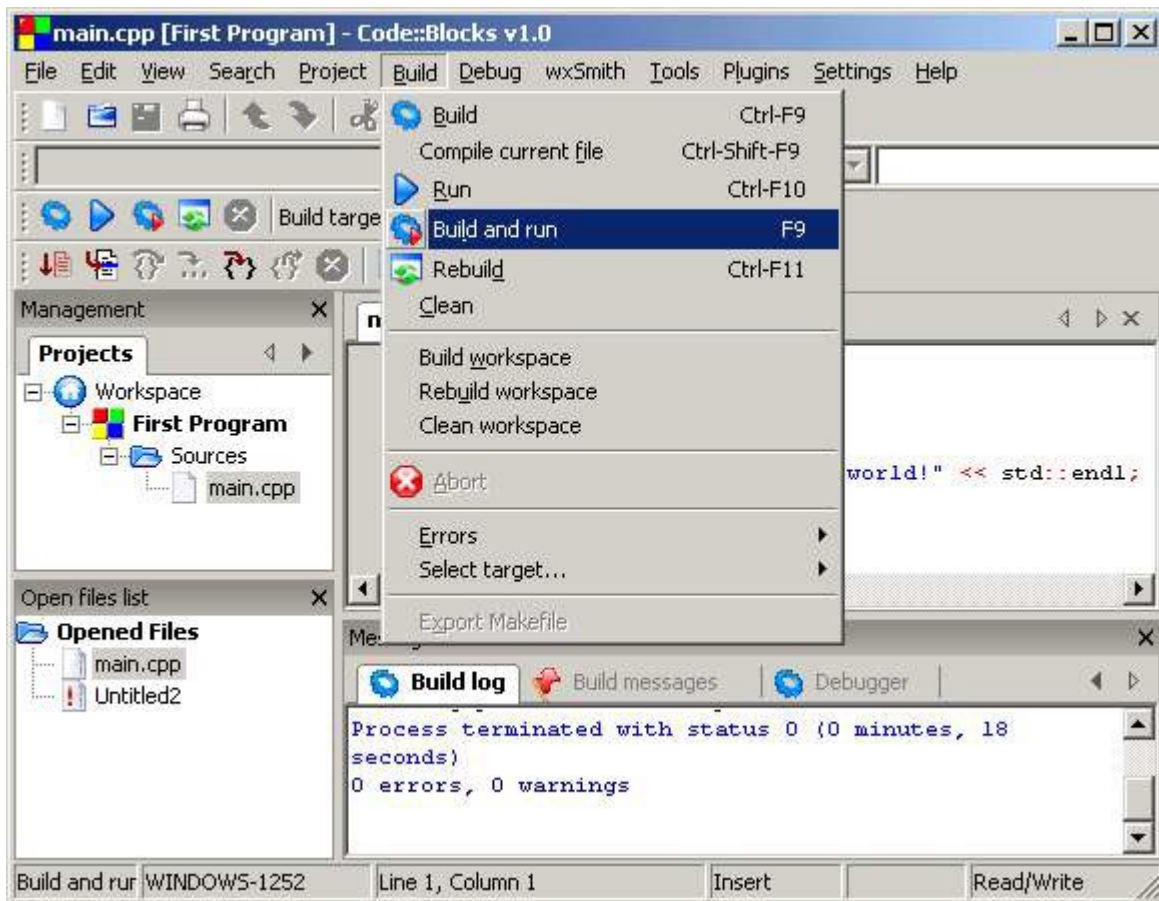 main.cpp [First Program] - Code::Blocks v1.0
File Edit View Search Project Build Debug wxSmith Tools Plugins Settings Help
Build Ctrl-F9
Compile current file Ctrl-Shift-F9
Run Ctrl-F10
Build and run F9
Rebuild Ctrl-F11
Clean
Build workspace
Rebuild workspace
Clean workspace
Abort
Errors
Select target...
Export Makefile
Build targe
Management
Projects
Workspace
First Program
Sources
main.cpp
world!" << std::endl;
Open files list
Opened Files
main.cpp
Untitled2
Build log Build messages Debugger
Process terminated with status 0 (0 minutes, 18
seconds)
0 errors, 0 warnings
Build and rur WINDOWS-1252 Line 1, Column 1 Insert Read/Write